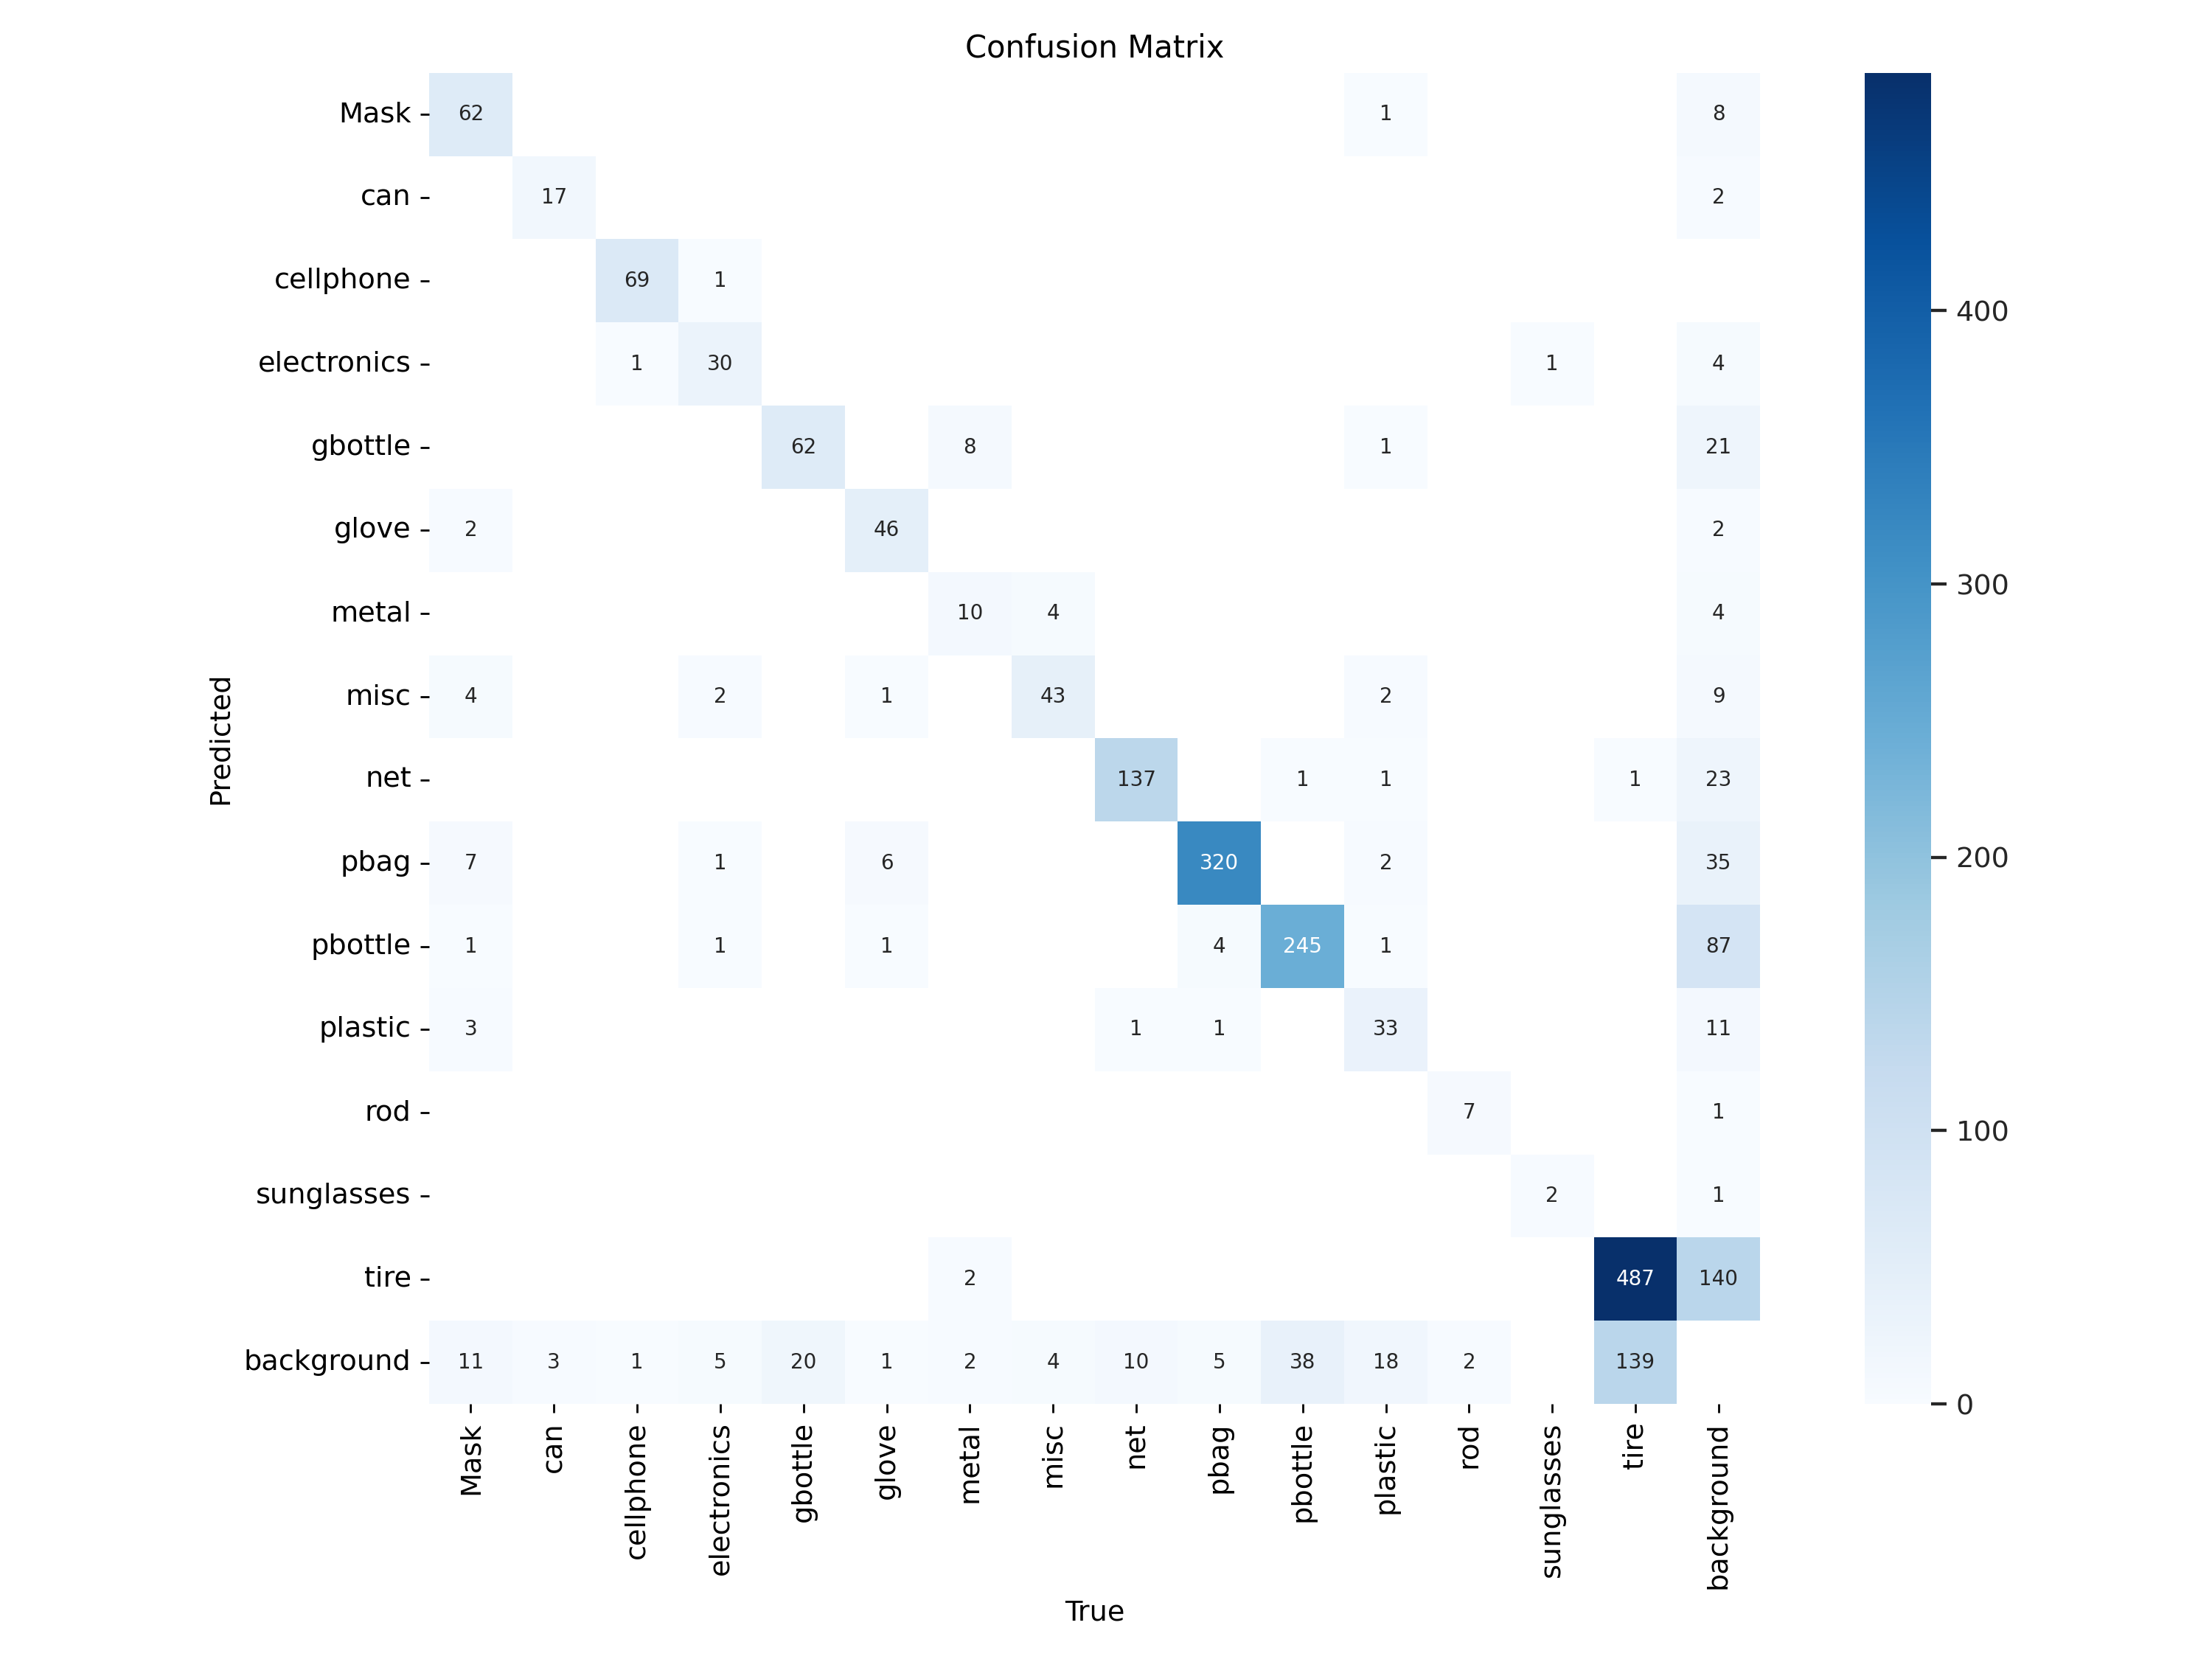 Confusion Matrix
Mask 62 1 8
can 17 2
cellphone 69 1
electronics 1 30 1 4
400
gbottle 62 8 1 21
glove 2 46 2
300
metal 10 4 4
misc 4 2 1 43 2 9
Predicted
net 137 1 1 1 23
200
pbag 7 1 6 320 2 35
pbottle 1 1 1 4 245 1 87
plastic 3 1 1 33 11
rod 7 1
100
sunglasses 2 1
tire 2 487 140
background 11 3 1 5 20 1 2 4 10 5 38 18 2 139
0
Mask can cellphone electronics gbottle glove metal misc net pbag pbottle plastic rod sunglasses tire background
True